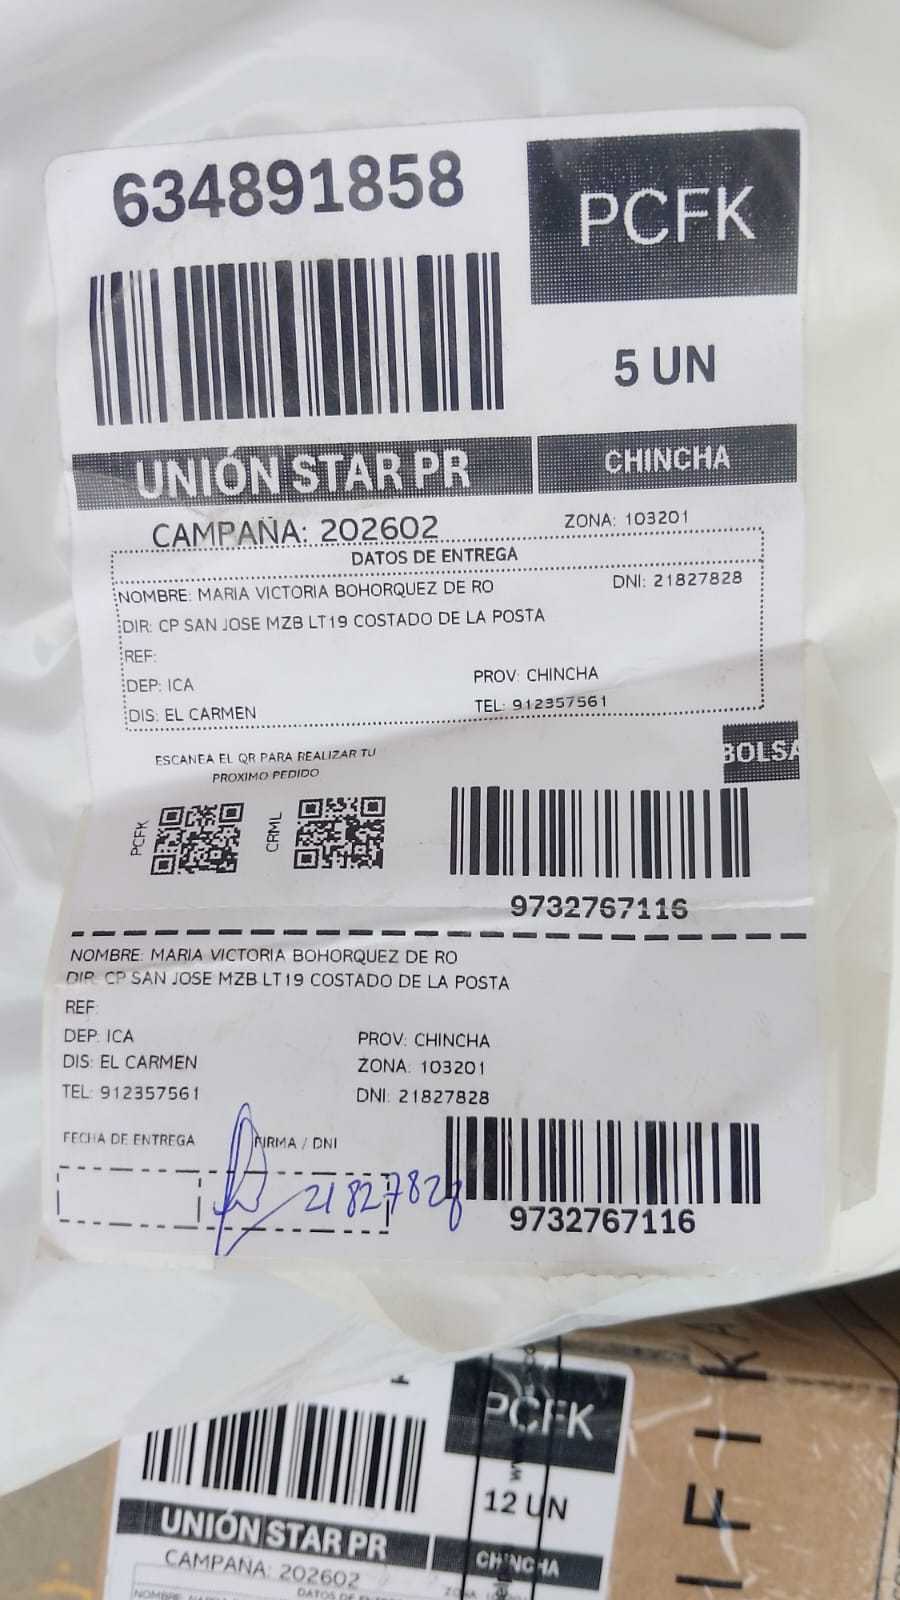 634891858
PCFK
5 UN
UNIÓN STAR PR
CHINCHA
CAMPAÑA: 202602
ZONA: 103201
DATOS DE ENTREGA
NOMBRE: MARIA VICTORIA BOHORQUEZ DE RO
DNI: 21827828
DIR: CP SAN JOSE MZB LT19 COSTADO DE LA POSTA
REF:
DEP: ICA
PROV: CHINCHA
DIS: EL CARMEN
TEL: 912357561
ESCANEA EL QR PARA REALIZAR TU
PROXIMO PEDIDO
BOLSA
PCFK
CRML
9732767116
NOMBRE: MARIA VICTORIA BOHORQUEZ DE RO
DIR: CP SAN JOSE MZB LT19 COSTADO DE LA POSTA
REF:
DEP: ICA
PROV: CHINCHA
DIS: EL CARMEN
ZONA: 103201
TEL: 912357561
DNI: 21827828
FECHA DE ENTREGA
FIRMA / DNI
21827828
9732767116
PCFK
12 UN
UNIÓN STAR PR
CHINCHA
CAMPAÑA: 202602
DATOS DE